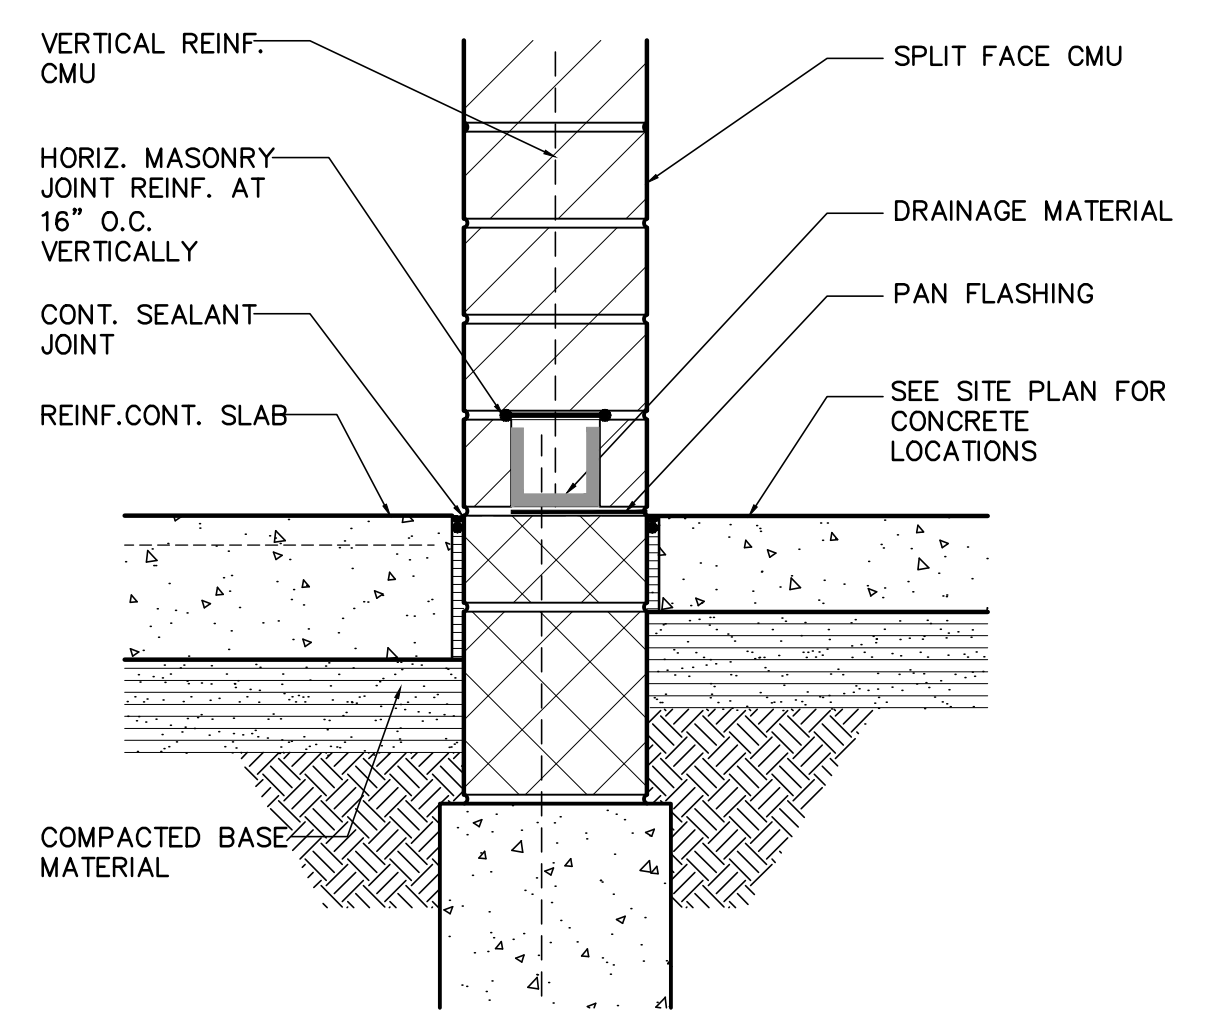 VERTICAL REINF.
CMU
HORIZ. MASONRY
JOINT REINF. AT
16” O.C.
VERTICALLY
CONT. SEALANT
JOINT
REINF.CONT. SLAB
COMPACTED BASE
MATERIAL
SPLIT FACE CMU
DRAINAGE MATERIAL
PAN FLASHING
SEE SITE PLAN FOR
CONCRETE
LOCATIONS